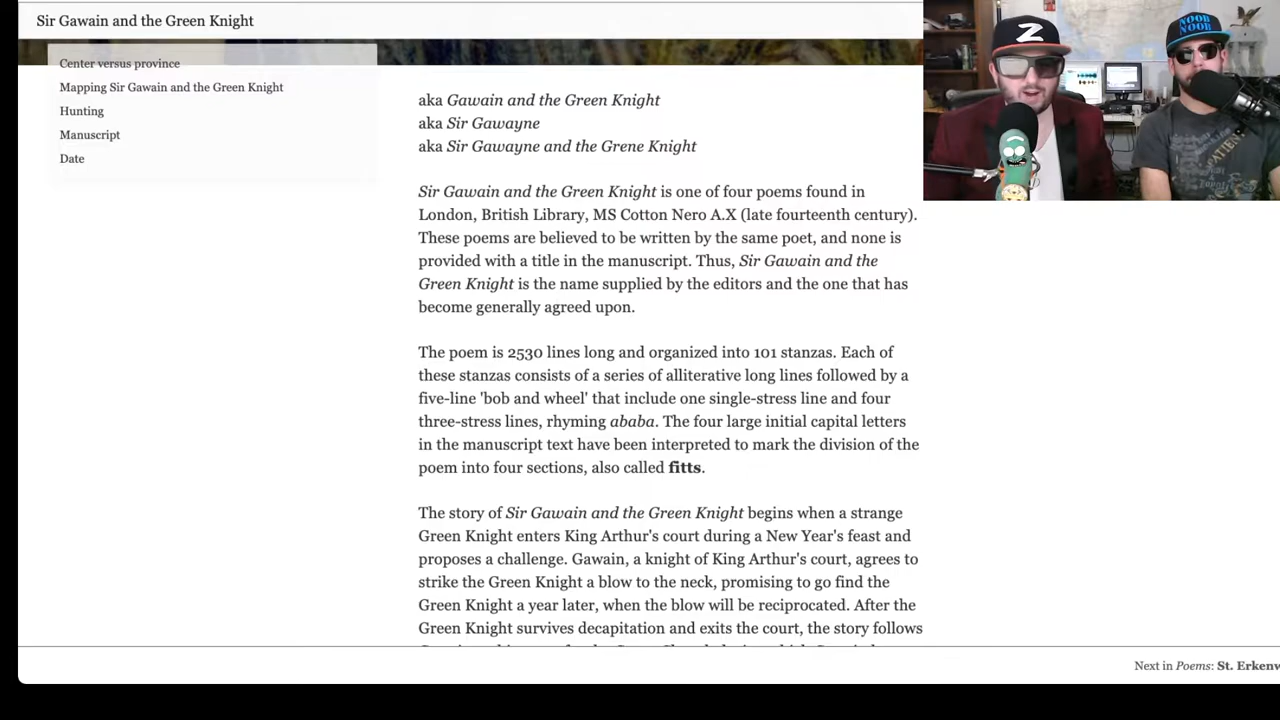 Sir Gawain and the Green Knight
Center versus province
Mapping Sir Gawain and the Green Knight
Hunting
Manuscript
Date
aka Gawain and the Green Knight
aka Sir Gawayne
aka Sir Gawayne and the Grene Knight
Sir Gawain and the Green Knight is one of four poems found in
London, British Library, MS Cotton Nero A.X (late fourteenth century).
These poems are believed to be written by the same poet, and none is
provided with a title in the manuscript. Thus, Sir Gawain and the
Green Knight is the name supplied by the editors and the one that has
become generally agreed upon.
The poem is 2530 lines long and organized into 101 stanzas. Each of
these stanzas consists of a series of alliterative long lines followed by a
five-line 'bob and wheel' that include one single-stress line and four
three-stress lines, rhyming ababa. The four large initial capital letters
in the manuscript text have been interpreted to mark the division of the
poem into four sections, also called fitts.
The story of Sir Gawain and the Green Knight begins when a strange
Green Knight enters King Arthur's court during a New Year's feast and
proposes a challenge. Gawain, a knight of King Arthur's court, agrees to
strike the Green Knight a blow to the neck, promising to go find the
Green Knight a year later, when the blow will be reciprocated. After the
Green Knight survives decapitation and exits the court, the story follows
Next in Poems: St. Erkenw
Z
NOOB
NOOB